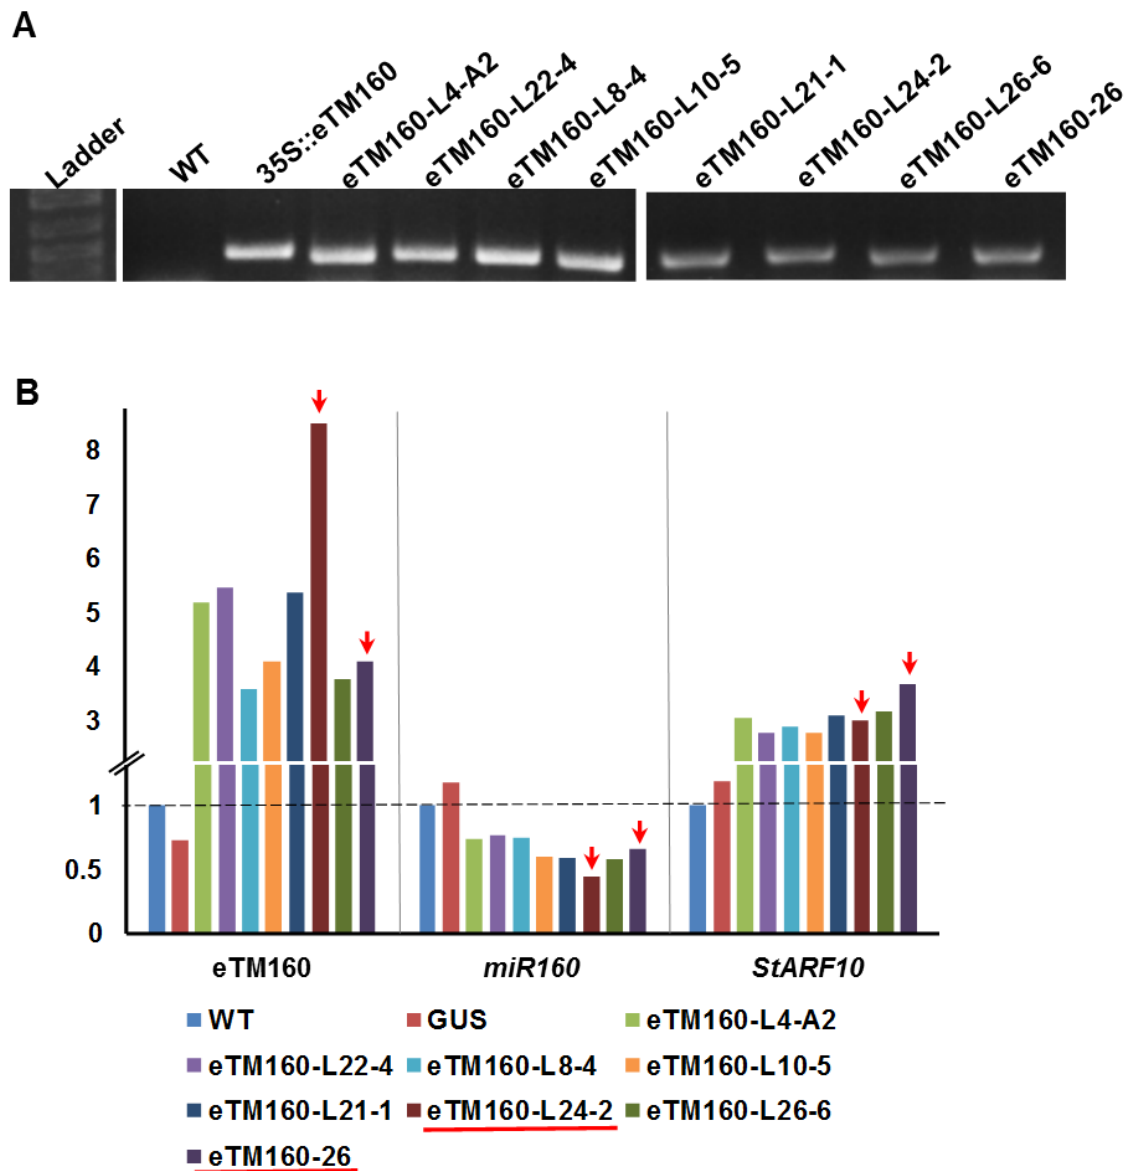 A
Ladder
WT
35S::eTM160
eTM160-L4-A2
eTM160-L22-4
eTM160-L8-4
eTM160-L10-5
eTM160-L21-1
eTM160-L24-2
eTM160-L26-6
eTM160-26
B
8
7
6
5
4
3
1
0.5
0
eTM160 miR160 StARF10
WT GUS eTM160-L4-A2
eTM160-L22-4 eTM160-L8-4 eTM160-L10-5
eTM160-L21-1 eTM160-L24-2 eTM160-L26-6
eTM160-26